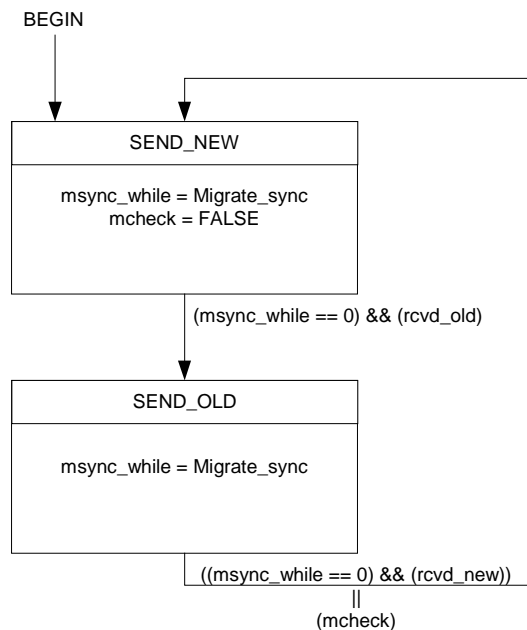 BEGIN
SEND_NEW
msync_while = Migrate_sync
mcheck = FALSE
(msync_while == 0) && (rcvd_old)
SEND_OLD
msync_while = Migrate_sync
((msync_while == 0) && (rcvd_new))
||
(mcheck)